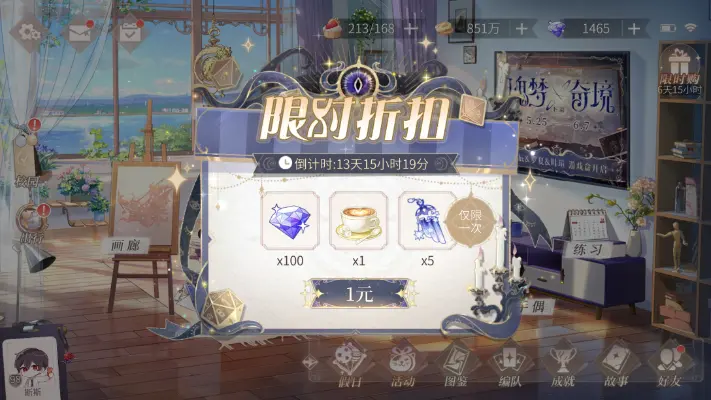 213/168
851万
1465
限时购
6天15小时
限时折扣
倒计时:13天15小时19分
仅限
一次
x100
x1
x5
1元
画廊
练习
5.25
6.7
假日
活动
图鉴
编队
成就
故事
好友